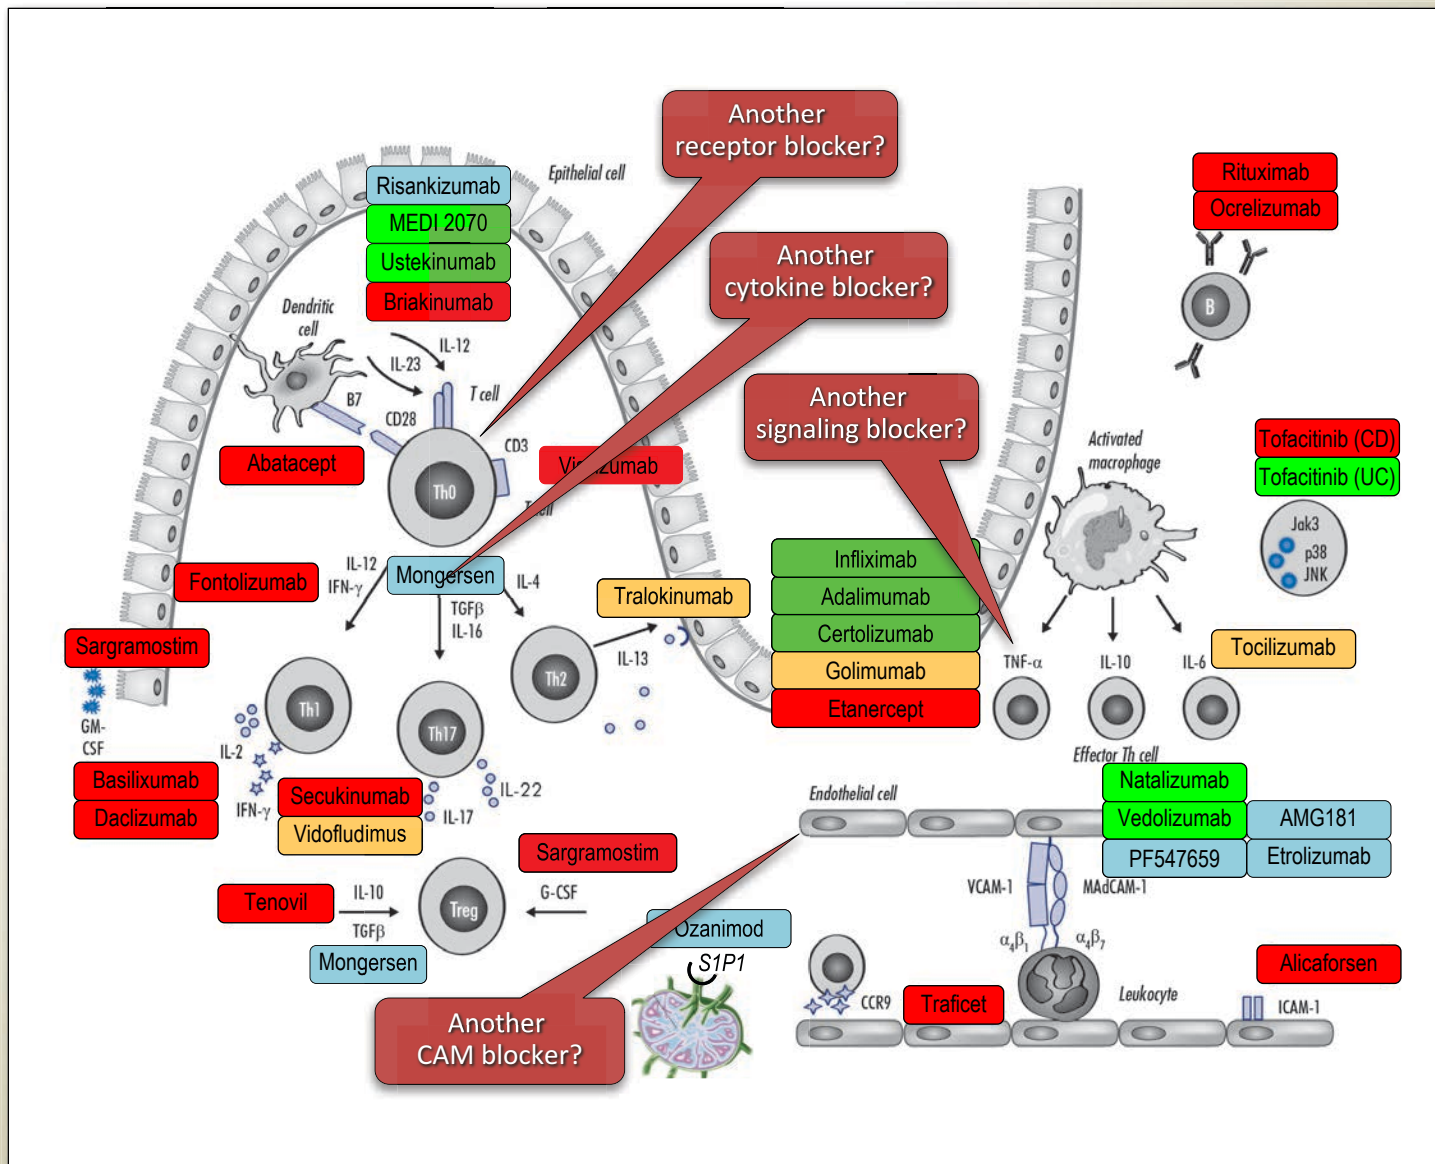 Another
receptor blocker?
Epithelial cell
Risankizumab
MEDI 2070
Ustekinumab
Briakinumab
Rituximab
Ocrelizumab
B
Another
cytokine blocker?
Dendritic
cell
IL-12
IL-23
B7
T cell
CD28
CD3
Abatacept
Th0
T cell
Another
signaling blocker?
Activated
macrophage
Tofacitinib (CD)
Tofacitinib (UC)
Jak3
p38
JNK
IL-12
IFN-γ
Fontolizumab
Mongersen
IL-4
TGFβ
IL-16
Tralokinumab
IL-13
Infliximab
Adalimumab
Certolizumab
Golimumab
Etanercept
TNF-α
IL-10
IL-6
Tocilizumab
Effector Th cell
Sargramostim
GM-
CSF
Th1
Th17
Th2
IL-2
IFN-γ
Basilixumab
Daclizumab
Secukinumab
Vidofludimus
IL-17
IL-22
Endothelial cell
Natalizumab
Vedolizumab
AMG181
PF547659
Etrolizumab
VCAM-1
MAdCAM-1
α4β1
α4β7
Tenovil
IL-10
TGFβ
Mongersen
Treg
Sargramostim
G-CSF
Ozanimod
S1P1
Another
CAM blocker?
CCR9
Traficet
Leukocyte
Alicaforsen
ICAM-1